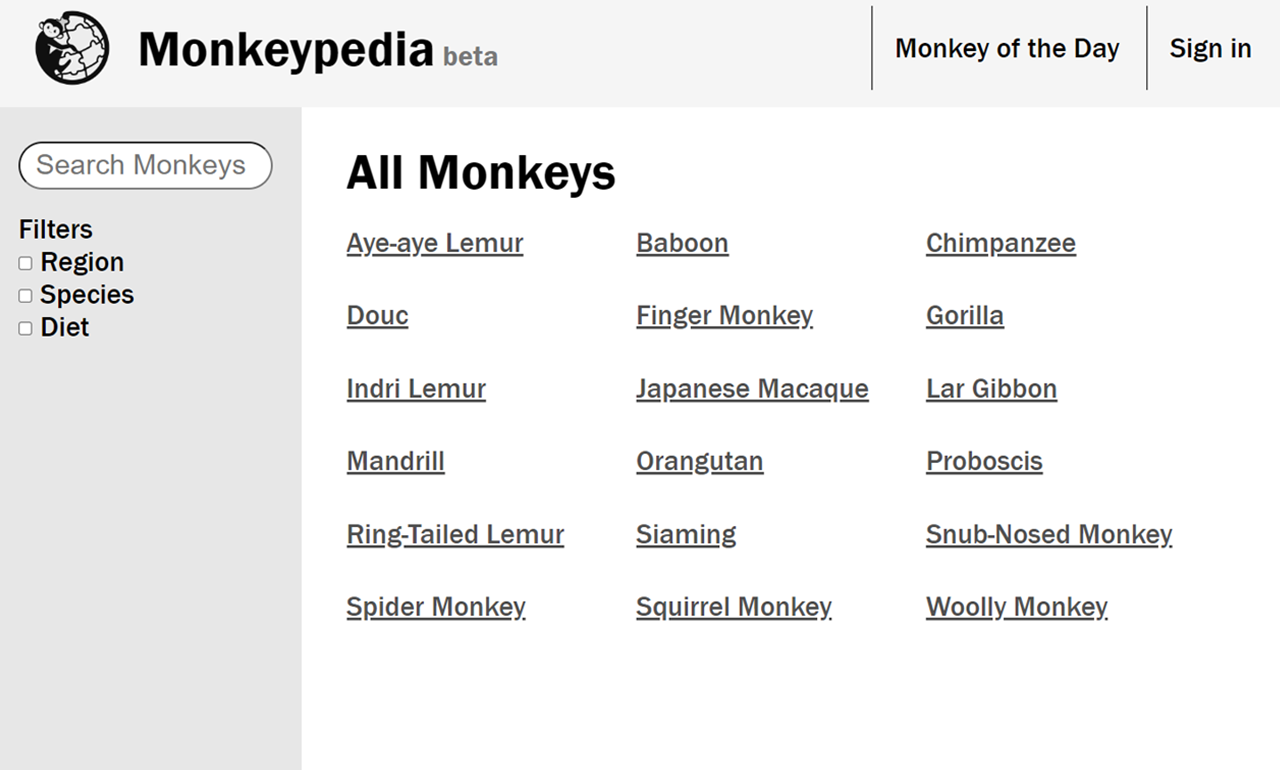 Monkeypedia beta
Monkey of the Day
Sign in
Search Monkeys
Filters
Region
Species
Diet
All Monkeys
Aye-aye Lemur Baboon Chimpanzee
Douc Finger Monkey Gorilla
Indri Lemur Japanese Macaque Lar Gibbon
Mandrill Orangutan Proboscis
Ring-Tailed Lemur Siaming Snub-Nosed Monkey
Spider Monkey Squirrel Monkey Woolly Monkey